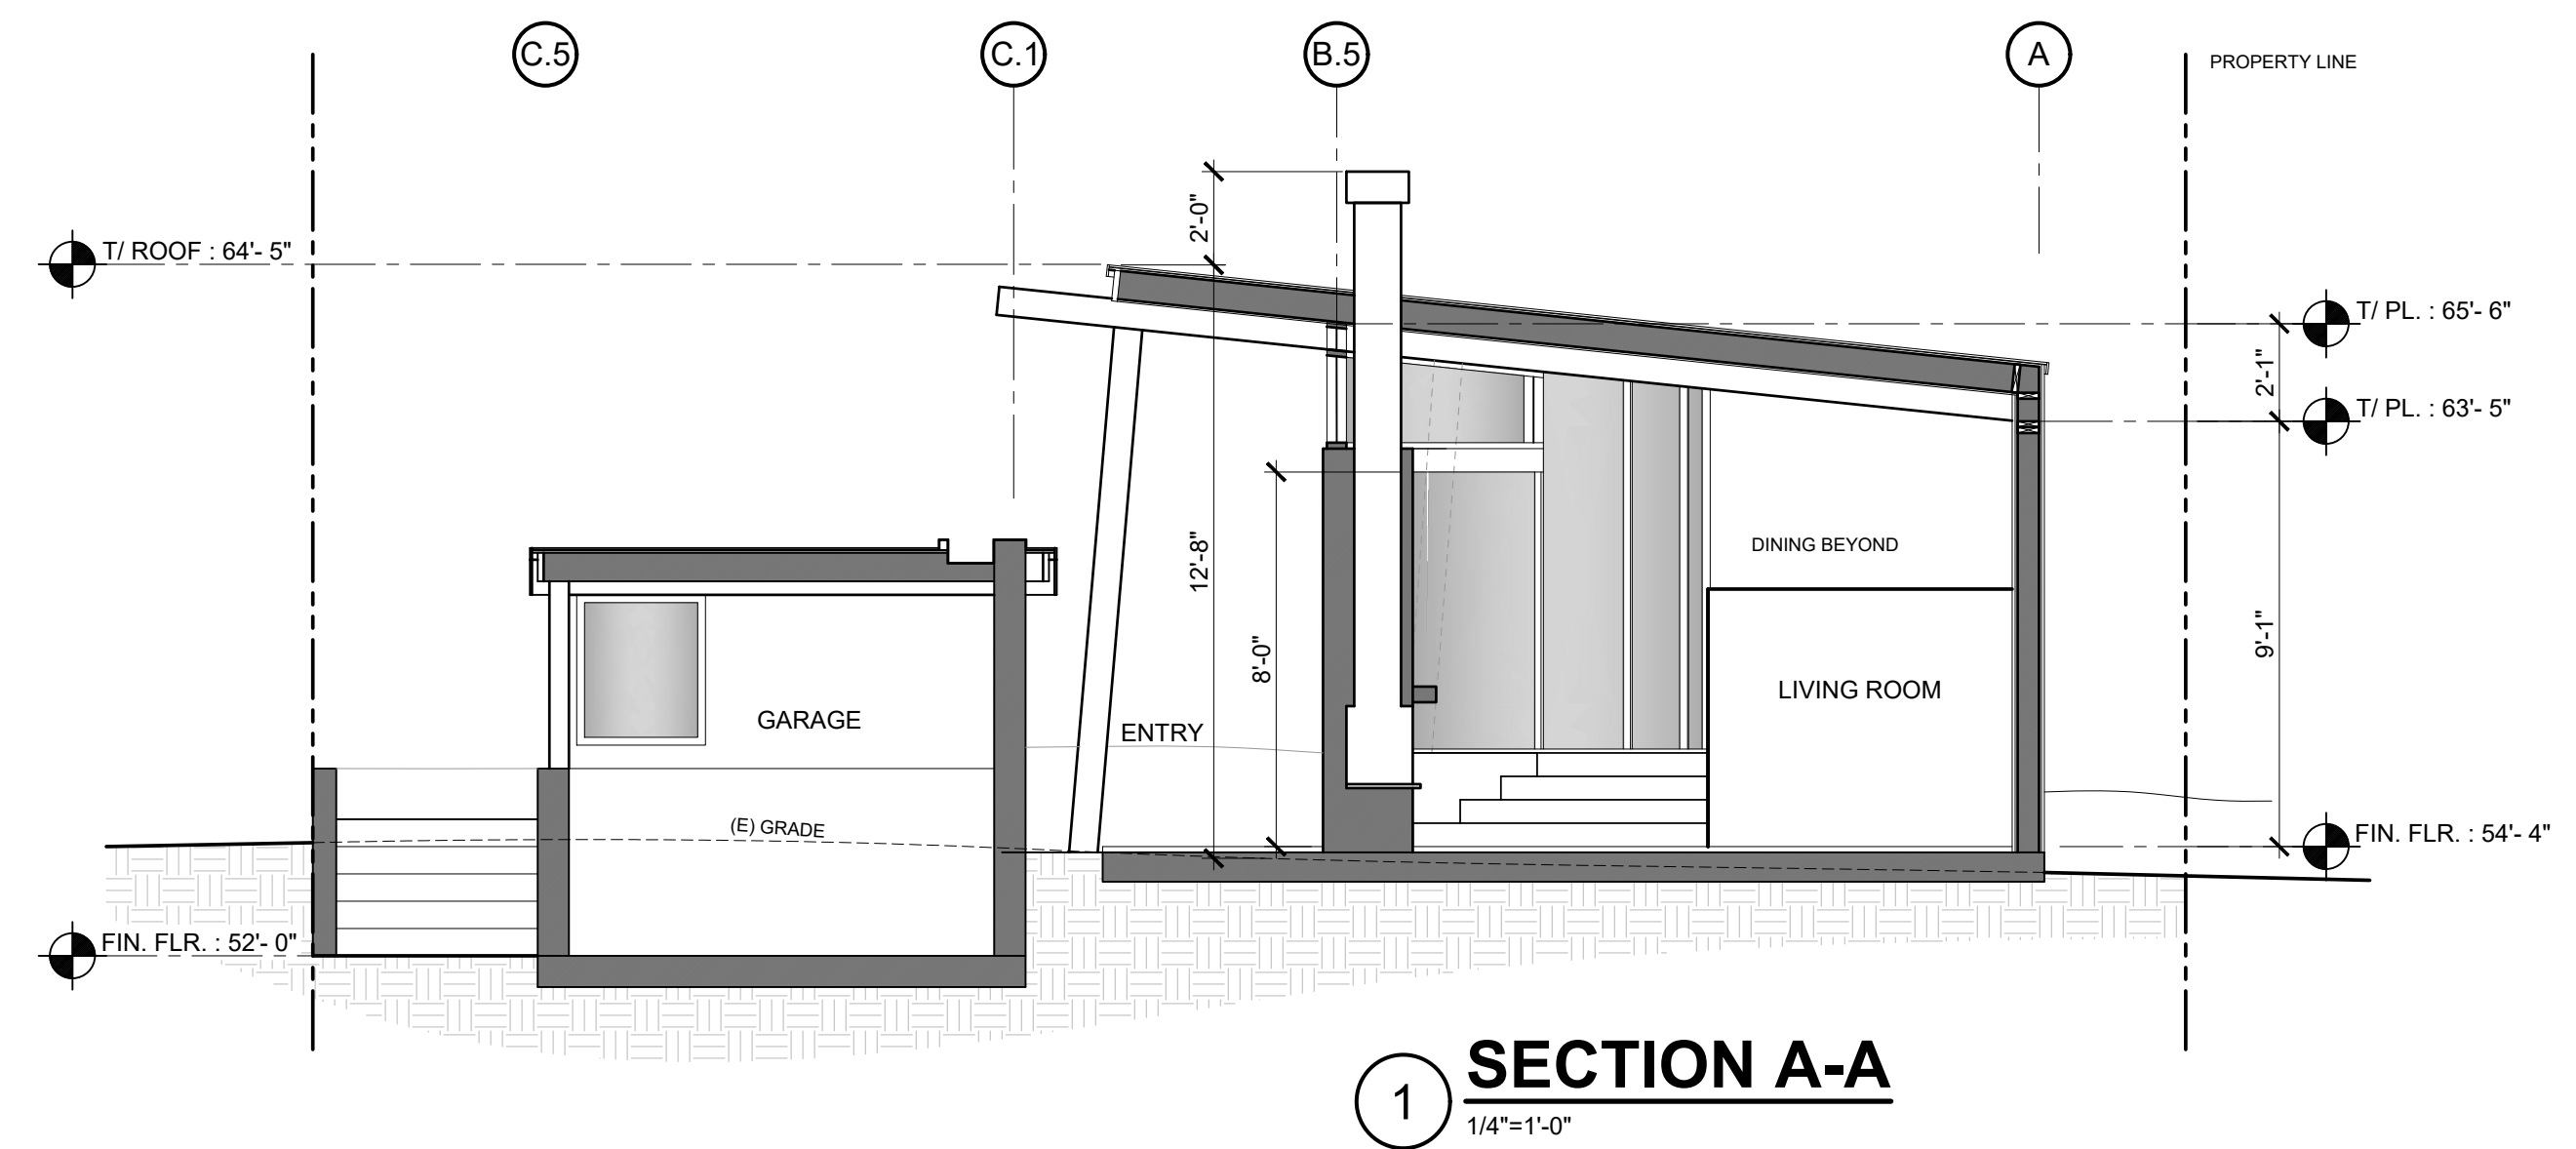 C.5
C.1
B.5
A
PROPERTY LINE
2'-0"
T/ ROOF : 64'- 5"
T/ PL. : 65'- 6"
2'-1"
T/ PL. : 63'- 5"
12'-8"
DINING BEYOND
8'-0"
9'-1"
LIVING ROOM
GARAGE
ENTRY
(E) GRADE
FIN. FLR. : 54'- 4"
FIN. FLR. : 52'- 0"
1
SECTION A-A
1/4"=1'-0"